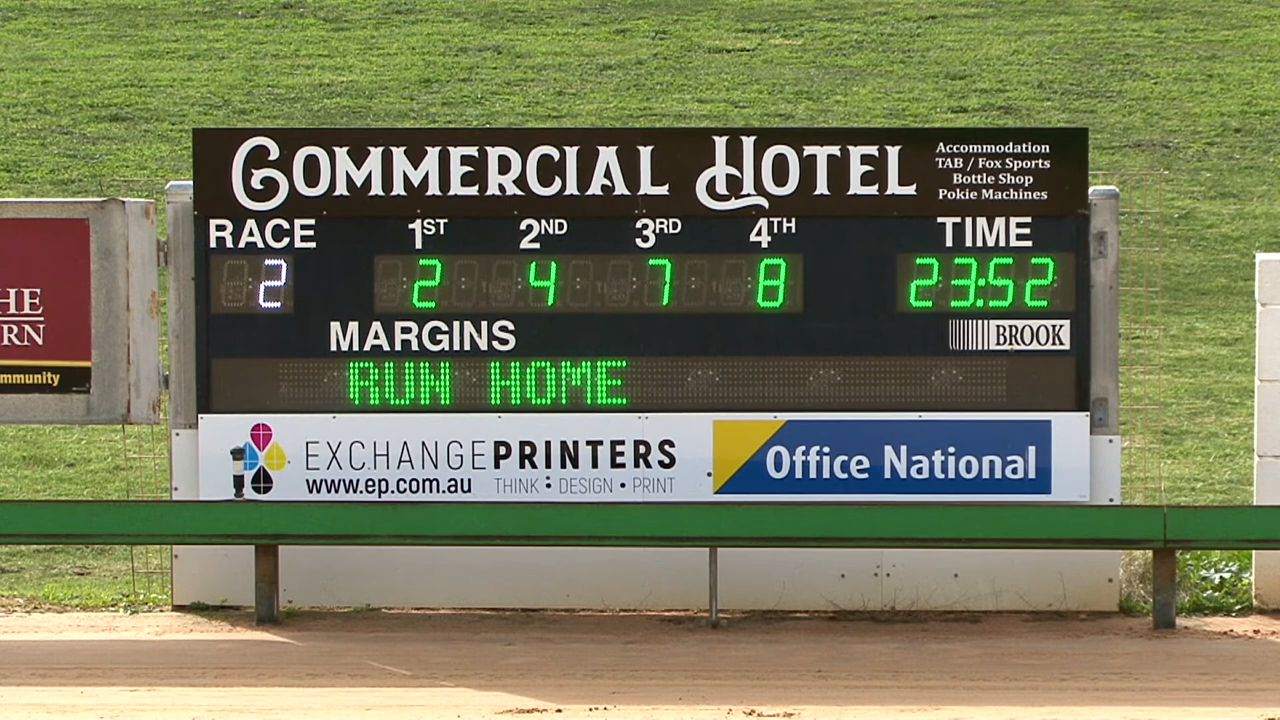 COMMERCIAL HOTEL
Accommodation
TAB / Fox Sports
Bottle Shop
Pokie Machines
RACE 1ST 2ND 3RD 4TH TIME
2 2 4 7 8 23.52
MARGINS
BROOK
RUN HOME
HE
RN
mmunity
EXCHANGEPRINTERS
www.ep.com.au THINK : DESIGN • PRINT
Office National